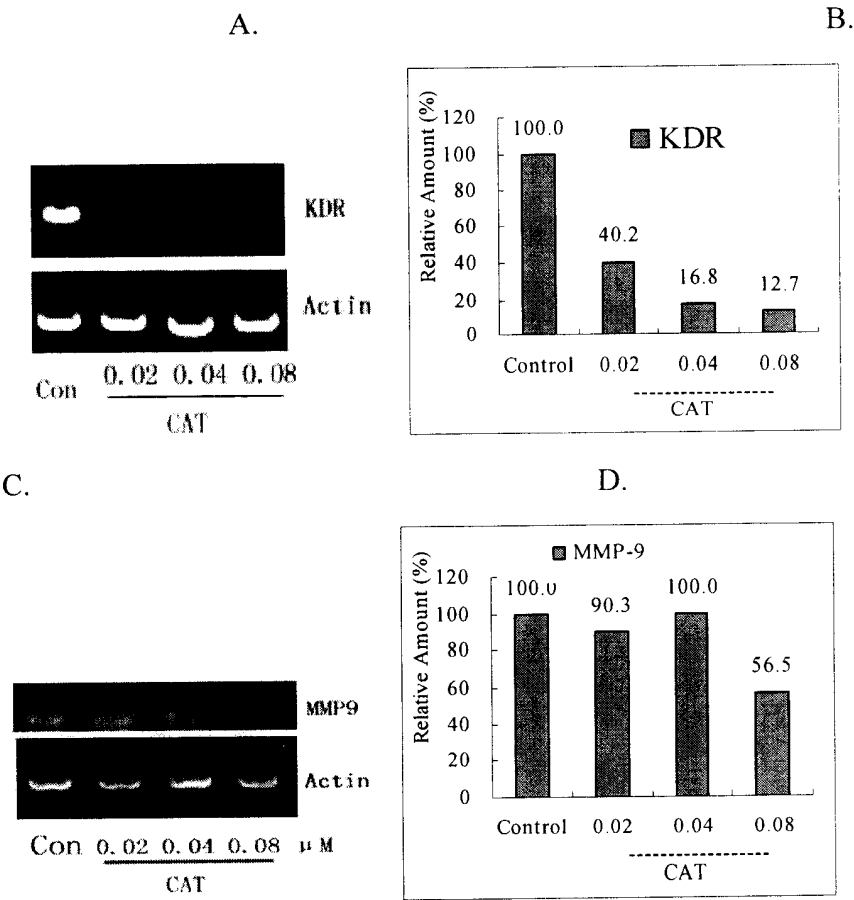 A.
KDR
Actin
Con 0.02 0.04 0.08
CAT
B.
Relative Amount (%)
KDR
120
100
80
60
40
20
0
100.0
40.2
16.8
12.7
Control 0.02 0.04 0.08
CAT
C.
MMP9
Actin
Con 0.02 0.04 0.08 μM
CAT
D.
MMP-9
Relative Amount (%)
120
100
80
60
40
20
0
100.0
90.3
100.0
56.5
Control 0.02 0.04 0.08
CAT